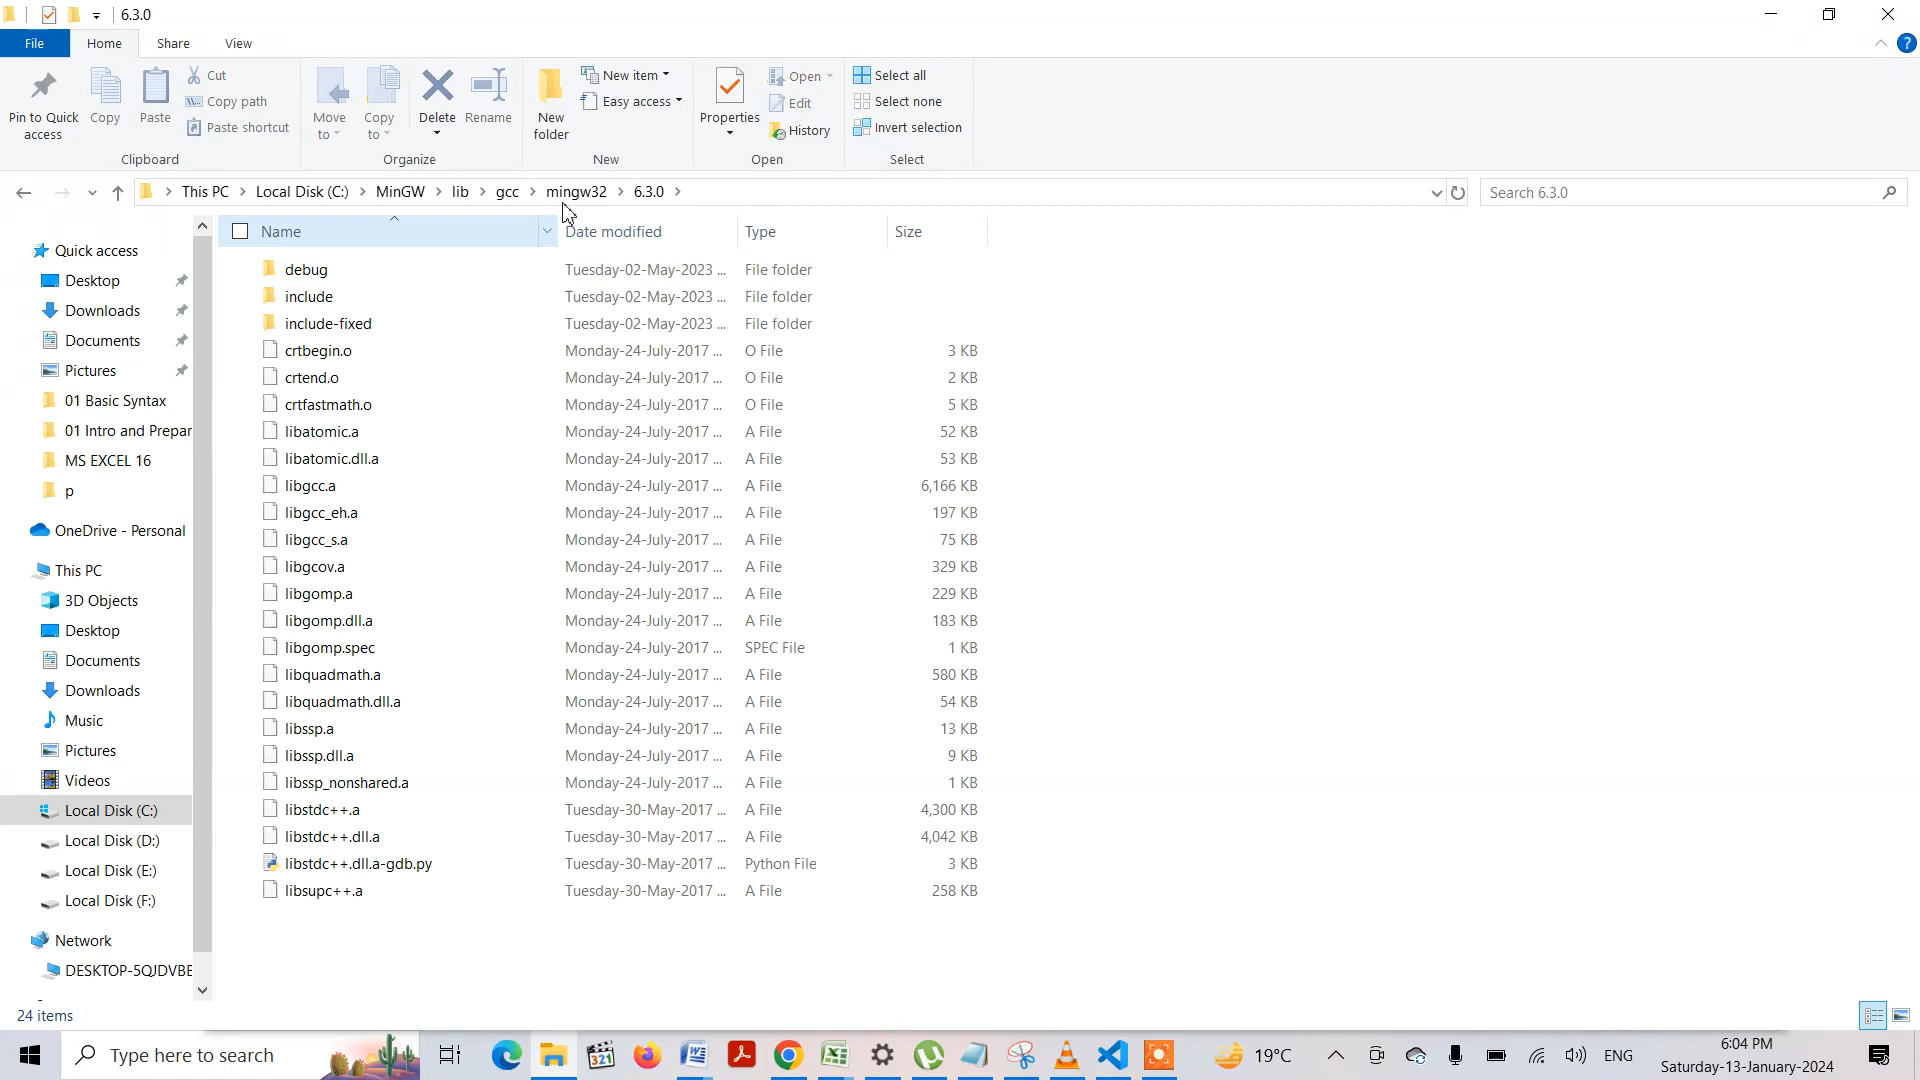 6.3.0
File Home Share View
Pin to Quick access
Copy
Paste
Cut
Copy path
Paste shortcut
Clipboard
Move to
Copy to
Delete
Rename
Organize
New folder
New item
Easy access
New
Properties
Open
Edit
History
Open
Select all
Select none
Invert selection
Select
This PC > Local Disk (C:) > MinGW > lib > gcc > mingw32 > 6.3.0 >
Search 6.3.0
Quick access
Desktop
Downloads
Documents
Pictures
01 Basic Syntax
01 Intro and Prepar
MS EXCEL 16
p
OneDrive - Personal
This PC
3D Objects
Desktop
Documents
Downloads
Music
Pictures
Videos
Local Disk (C:)
Local Disk (D:)
Local Disk (E:)
Local Disk (F:)
Network
DESKTOP-5QJDVBE
Name Date modified Type Size
debug Tuesday-02-May-2023 ... File folder
include Tuesday-02-May-2023 ... File folder
include-fixed Tuesday-02-May-2023 ... File folder
crtbegin.o Monday-24-July-2017 ... O File 3 KB
crtend.o Monday-24-July-2017 ... O File 2 KB
crtfastmath.o Monday-24-July-2017 ... O File 5 KB
libatomic.a Monday-24-July-2017 ... A File 52 KB
libatomic.dll.a Monday-24-July-2017 ... A File 53 KB
libgcc.a Monday-24-July-2017 ... A File 6,166 KB
libgcc_eh.a Monday-24-July-2017 ... A File 197 KB
libgcc_s.a Monday-24-July-2017 ... A File 75 KB
libgcov.a Monday-24-July-2017 ... A File 329 KB
libgomp.a Monday-24-July-2017 ... A File 229 KB
libgomp.dll.a Monday-24-July-2017 ... A File 183 KB
libgomp.spec Monday-24-July-2017 ... SPEC File 1 KB
libquadmath.a Monday-24-July-2017 ... A File 580 KB
libquadmath.dll.a Monday-24-July-2017 ... A File 54 KB
libssp.a Monday-24-July-2017 ... A File 13 KB
libssp.dll.a Monday-24-July-2017 ... A File 9 KB
libssp_nonshared.a Monday-24-July-2017 ... A File 1 KB
libstdc++.a Tuesday-30-May-2017 ... A File 4,300 KB
libstdc++.dll.a Tuesday-30-May-2017 ... A File 4,042 KB
libstdc++.dll.a-gdb.py Tuesday-30-May-2017 ... Python File 3 KB
libsupc++.a Tuesday-30-May-2017 ... A File 258 KB
24 items
Type here to search
321
19°C
ENG
6:04 PM
Saturday-13-January-2024